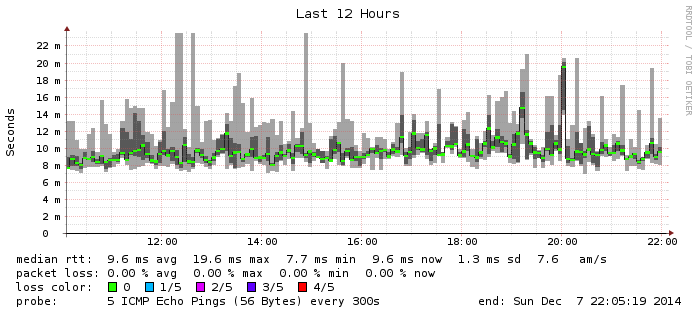 Last 12 Hours
RRDTOOL / TOBI OETIKER
Seconds
22 m
20 m
18 m
16 m
14 m
12 m
10 m
8 m
6 m
4 m
2 m
0
12:00 14:00 16:00 18:00 20:00 22:00
median rtt: 9.6 ms avg 19.6 ms max 7.7 ms min 9.6 ms now 1.3 ms sd 7.6 am/s
packet loss: 0.00 % avg 0.00 % max 0.00 % min 0.00 % now
loss color: 0 1/5 2/5 3/5 4/5
probe: 5 ICMP Echo Pings (56 Bytes) every 300s end: Sun Dec 7 22:05:19 2014